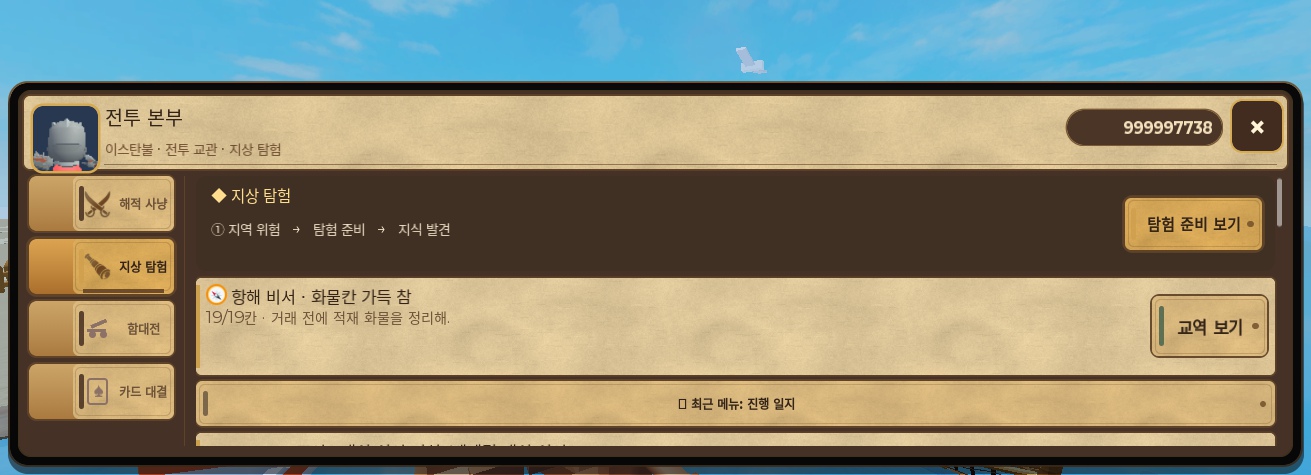 전투 본부
이스탄불 · 전투 교관 · 지상 탐험
999997738
×
해적 사냥
지상 탐험
함대전
카드 대결
◆ 지상 탐험
① 지역 위험 → 탐험 준비 → 지식 발견
탐험 준비 보기
항해 비서 · 화물칸 가득 참
19/19칸 · 거래 전에 적재 화물을 정리해.
교역 보기
최근 메뉴: 진행 일지